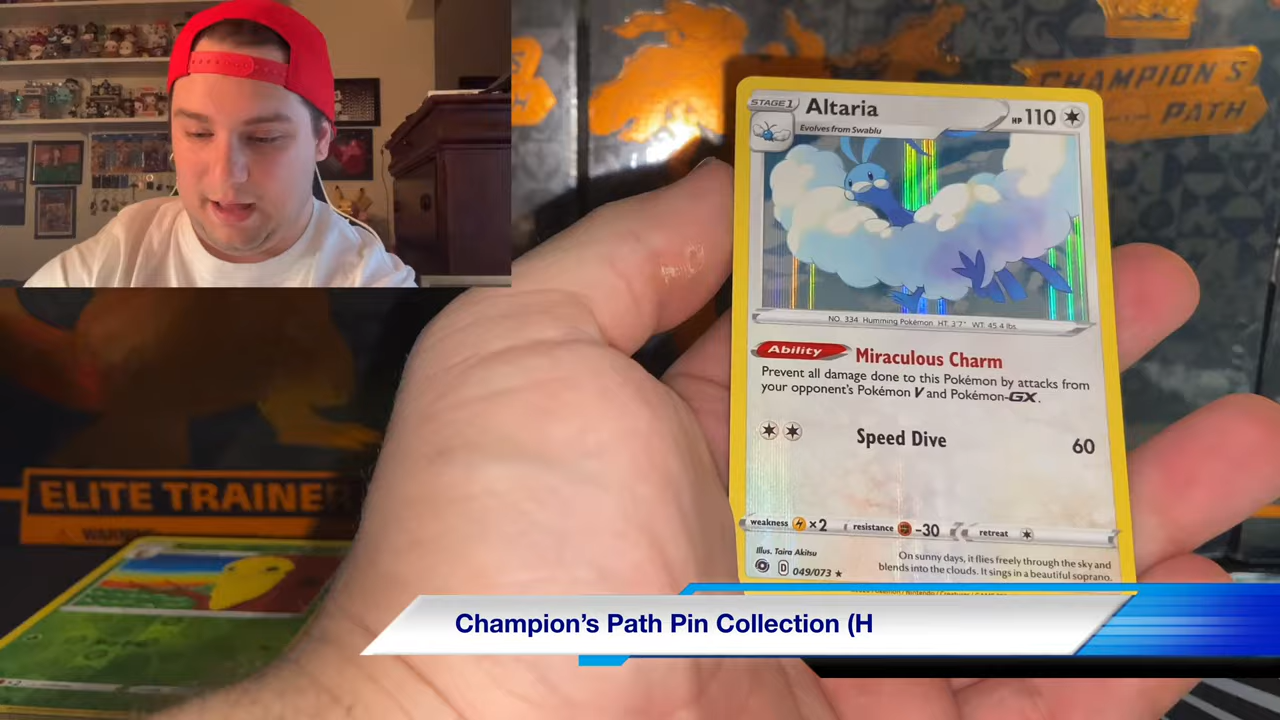 CHAMPION'S
PATH
STAGE 1
Altaria
HP 110
Evolves from Swablu
NO. 334 Humming Pokémon HT: 3'7" WT: 45.4 lbs.
Ability
Miraculous Charm
Prevent all damage done to this Pokémon by attacks from
your opponent's Pokémon V and Pokémon-GX.
Speed Dive
60
weakness ×2
resistance -30
retreat
Illus. Taira Akitsu
D 049/073
On sunny days, it flies freely through the sky and
blends into the clouds. It sings in a beautiful soprano.
ELITE TRAINER
WARNING
Champion's Path Pin Collection (H